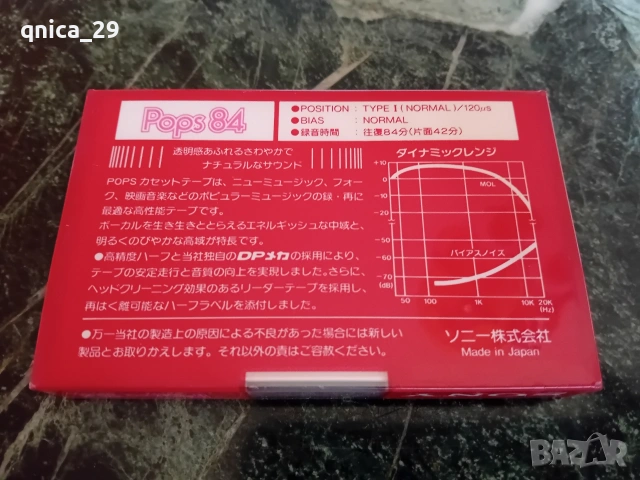 qnica_29
Pops 84
●POSITION : TYPE I (NORMAL)/120μs
●BIAS : NORMAL
●録音時間 : 往復84分(片面42分)
透明感あふれるさわやかで
ナチュラルなサウンド
POPS カセットテープは、ニューミュージック、フォー
ク、映画音楽などのポピュラーミュージックの録・再に
最適な高性能テープです。
ボーカルを生き生きととらえるエネルギッシュな中域と、
明るくのびやかな高域が特長です。
●高精度ハーフと当社独自のDPメカの採用により、
テープの安定走行と音質の向上を実現しました。さらに、
ヘッドクリーニング効果のあるリーダーテープを採用し、
再はく離可能なハーフラベルを添付しました。
ダイナミックレンジ
+10
0
MOL
-10
-50
バイアスノイズ
-60
-70
(dB)
50 100 1K 10K 20K
(Hz)
●万一当社の製造上の原因による不良があった場合には新しい
製品とお取りかえします。それ以外の責はご容赦ください。
ソニー株式会社
Made in Japan
SONY
BAZAR